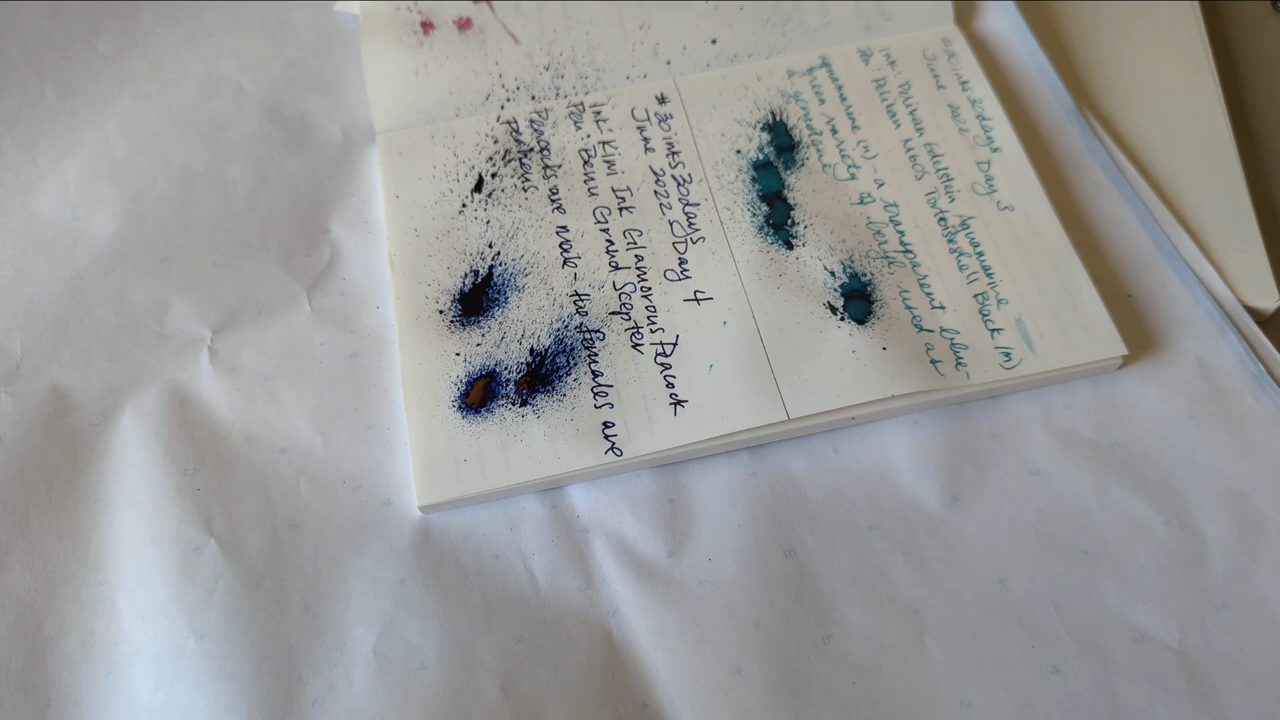 #30inks30days Day 3
June 2022
Ink: Pelikan Edelstein Aquamarine
Pen: Pelikan M605 Tortoiseshell Black (M)
aquamarine (n) - a transparent blue-
green variety of beryl, used as
a gemstone
#30inks30days
June 2022 Day 4
Ink: Kimi Ink Glamorous Peacock
Pen: Benu Grand Scepter
Peacocks are male - the females are
peahens